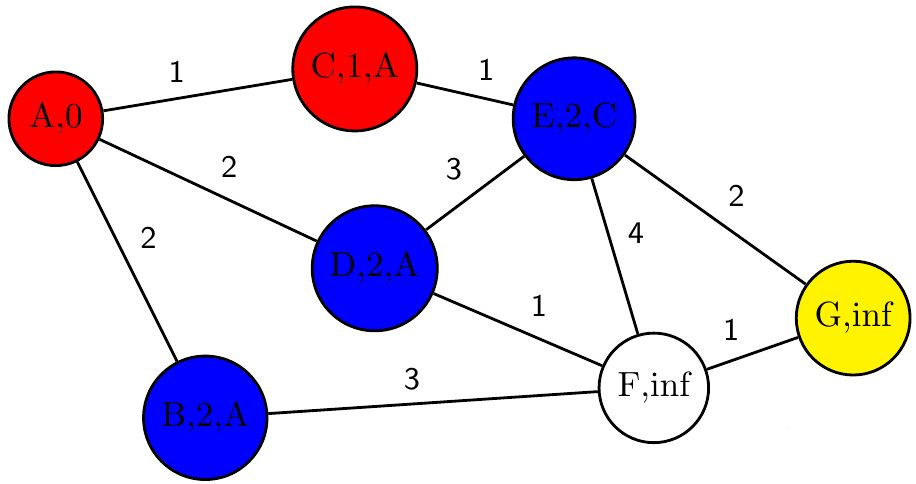 C,1,A
1
1
A,0
E,2,C
2
3
2
2
4
D,2,A
1
G,inf
1
3
F,inf
B,2,A